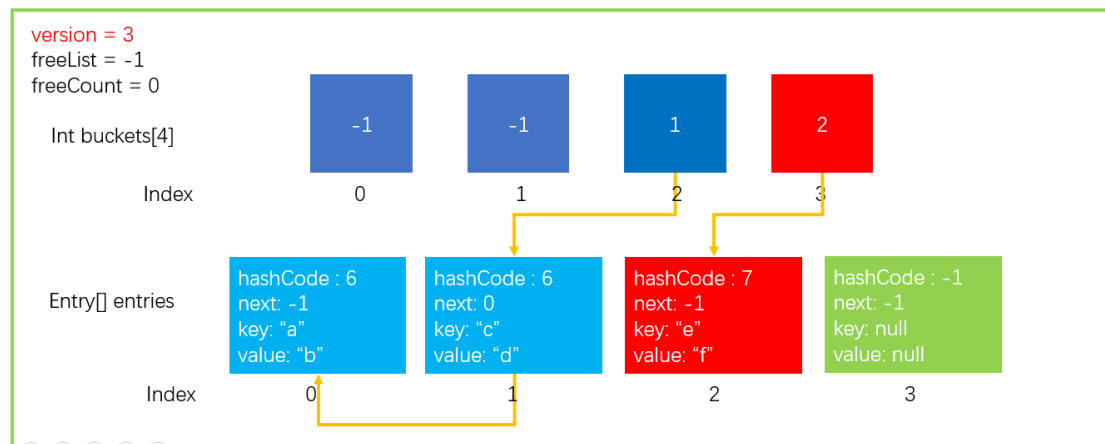 version = 3
freeList = -1
freeCount = 0
Int buckets[4]
-1
-1
1
2
Index
0
1
2
3
Entry[] entries
hashCode : 6
next: -1
key: “a”
value: “b”
hashCode : 6
next: 0
key: “c”
value: “d”
hashCode : 7
next: -1
key: “e”
value: “f”
hashCode : -1
next: -1
key: null
value: null
Index
0
1
2
3